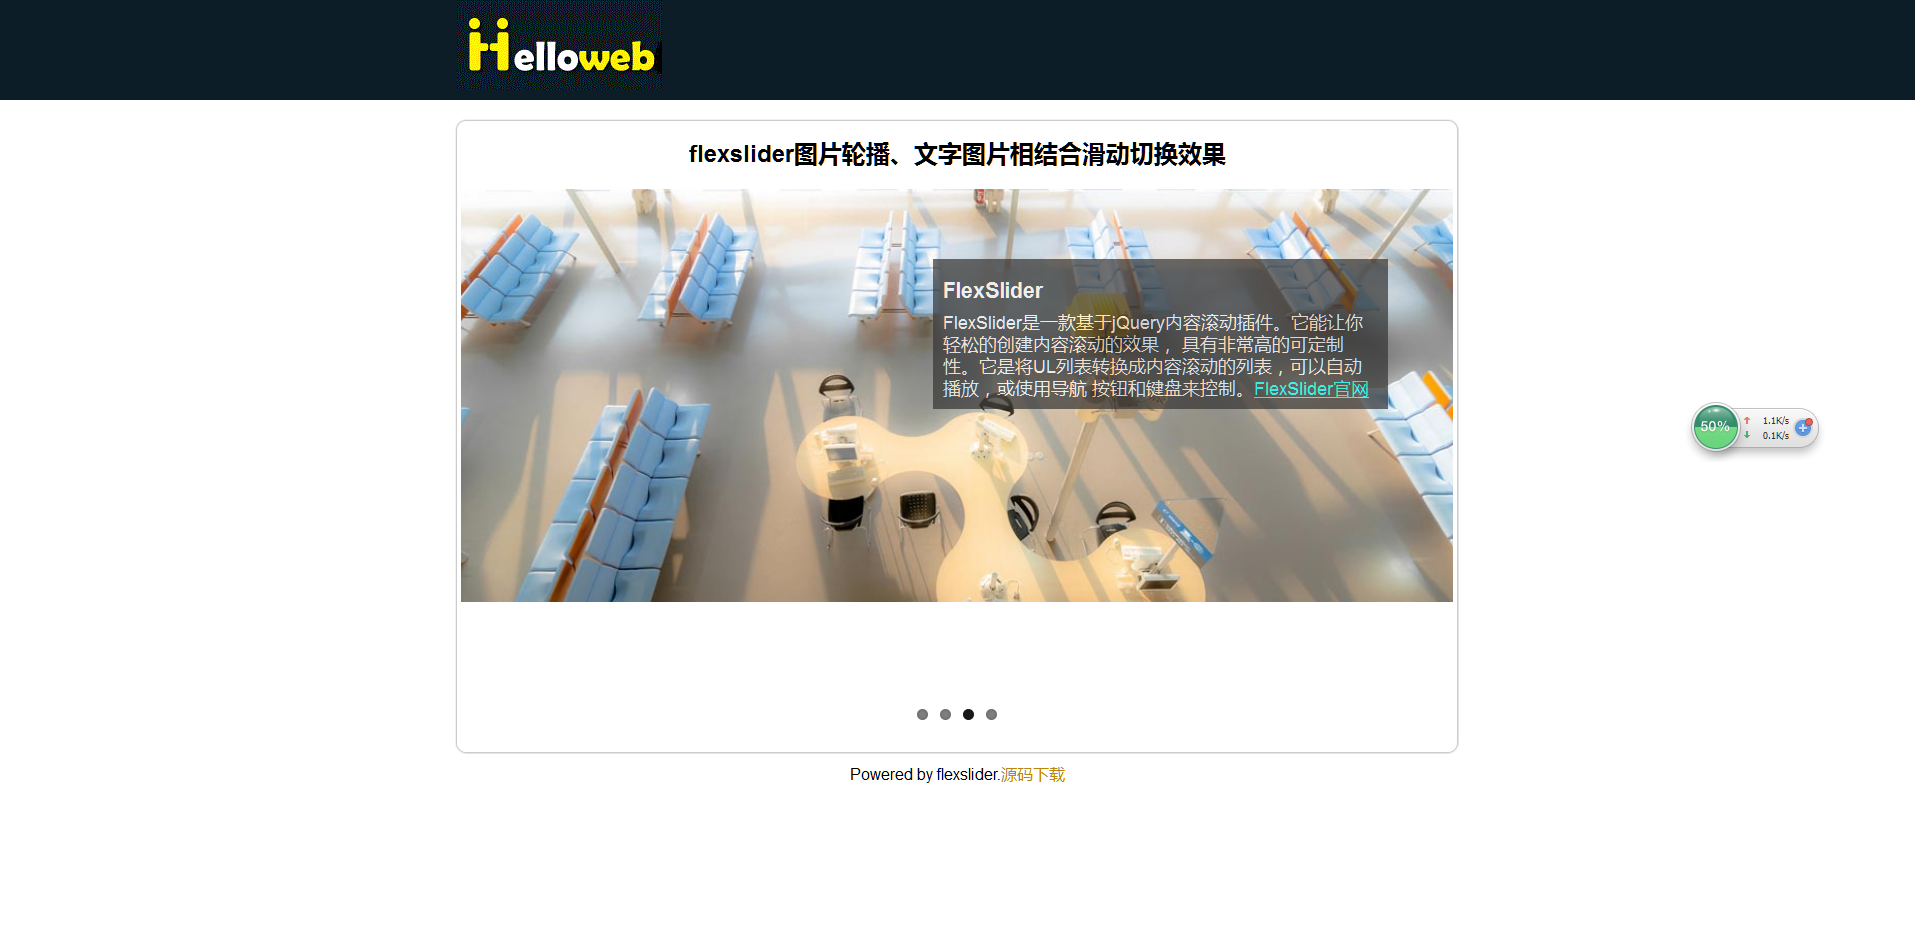 Helloweb
flexslider图片轮播、文字图片相结合滑动切换效果
FlexSlider
FlexSlider是一款基于jQuery内容滚动插件。它能让你
轻松的创建内容滚动的效果， 具有非常高的可定制
性。它是将UL列表转换成内容滚动的列表，可以自动
播放，或使用导航 按钮和键盘来控制。FlexSlider官网
50%
1.1K/s
0.1K/s
Powered by flexslider.源码下载